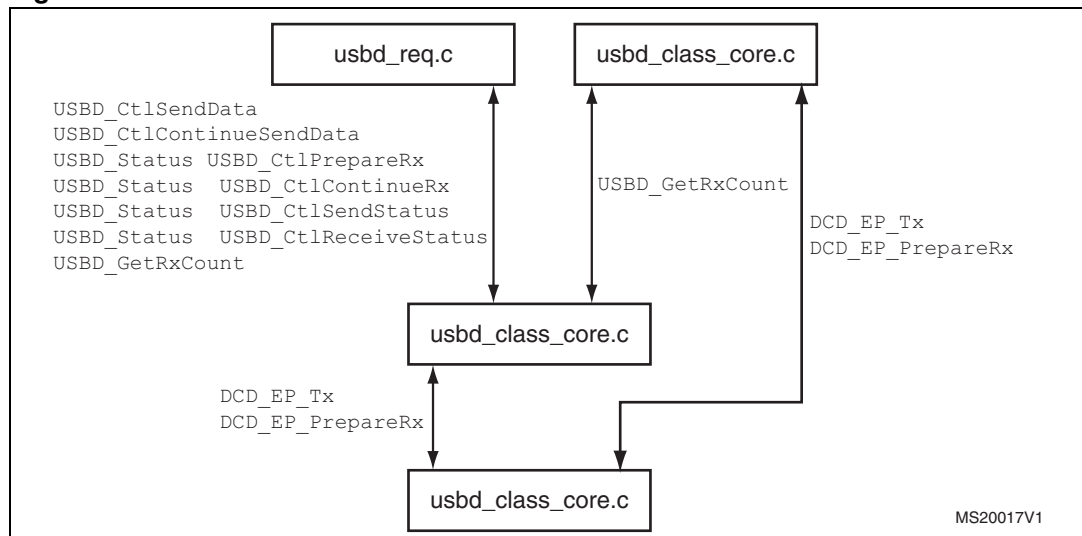 usbd_req.c
usbd_class_core.c
USBD_CtlSendData
USBD_CtlContinueSendData
USBD_Status USBD_CtlPrepareRx
USBD_Status  USBD_CtlContinueRx
USBD_Status  USBD_CtlSendStatus
USBD_Status  USBD_CtlReceiveStatus
USBD_GetRxCount
USBD_GetRxCount
DCD_EP_Tx
DCD_EP_PrepareRx
usbd_class_core.c
DCD_EP_Tx
DCD_EP_PrepareRx
usbd_class_core.c
MS20017V1